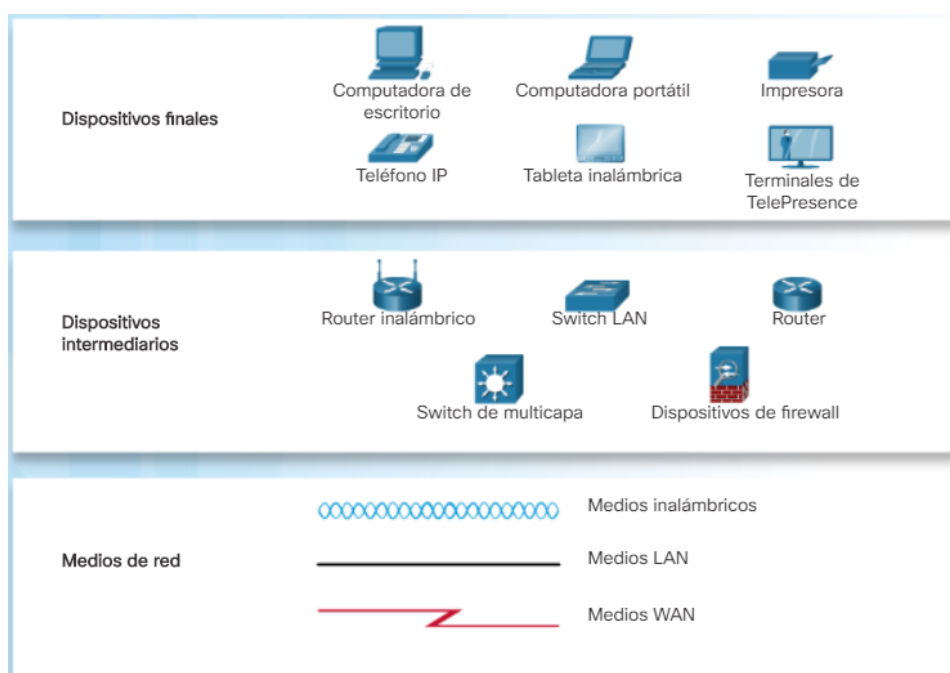 Dispositivos finales
Computadora de
escritorio
Computadora portátil
Impresora
Teléfono IP
Tableta inalámbrica
Terminales de
TelePresence
Dispositivos
intermediarios
Router inalámbrico
Switch LAN
Router
Switch de multicapa
Dispositivos de firewall
Medios de red
Medios inalámbricos
Medios LAN
Medios WAN